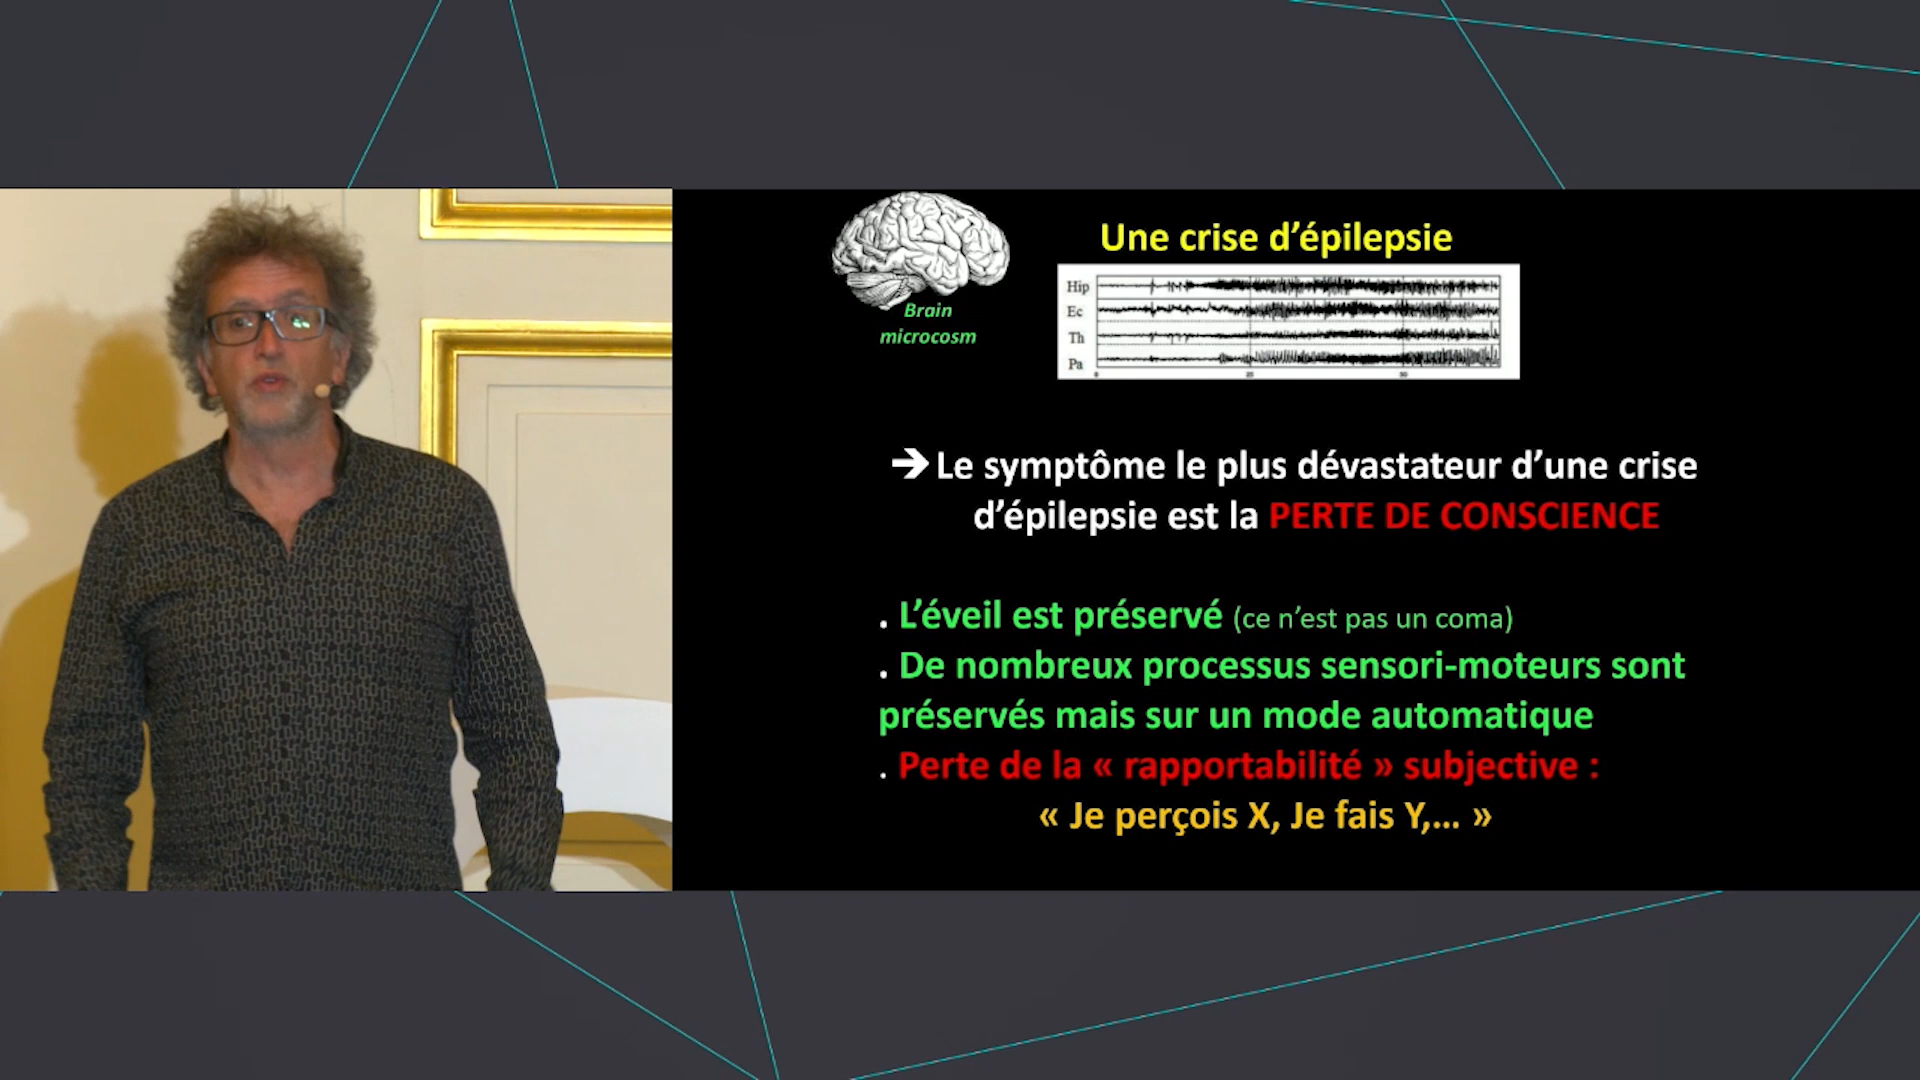 Une crise d’épilepsie
Brain
microcosm
Hip
Ec
Th
Pa
➔ Le symptôme le plus dévastateur d’une crise
d’épilepsie est la PERTE DE CONSCIENCE
. L’éveil est préservé (ce n’est pas un coma)
. De nombreux processus sensori-moteurs sont
préservés mais sur un mode automatique
. Perte de la « rapportabilité » subjective :
« Je perçois X, Je fais Y,... »